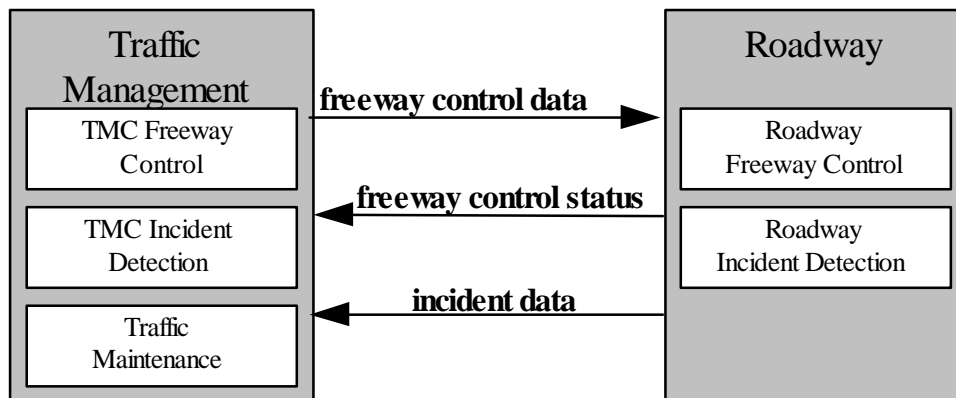 Traffic
Management
TMC Freeway
Control
TMC Incident
Detection
Traffic
Maintenance
freeway control data
freeway control status
incident data
Roadway
Roadway
Freeway Control
Roadway
Incident Detection